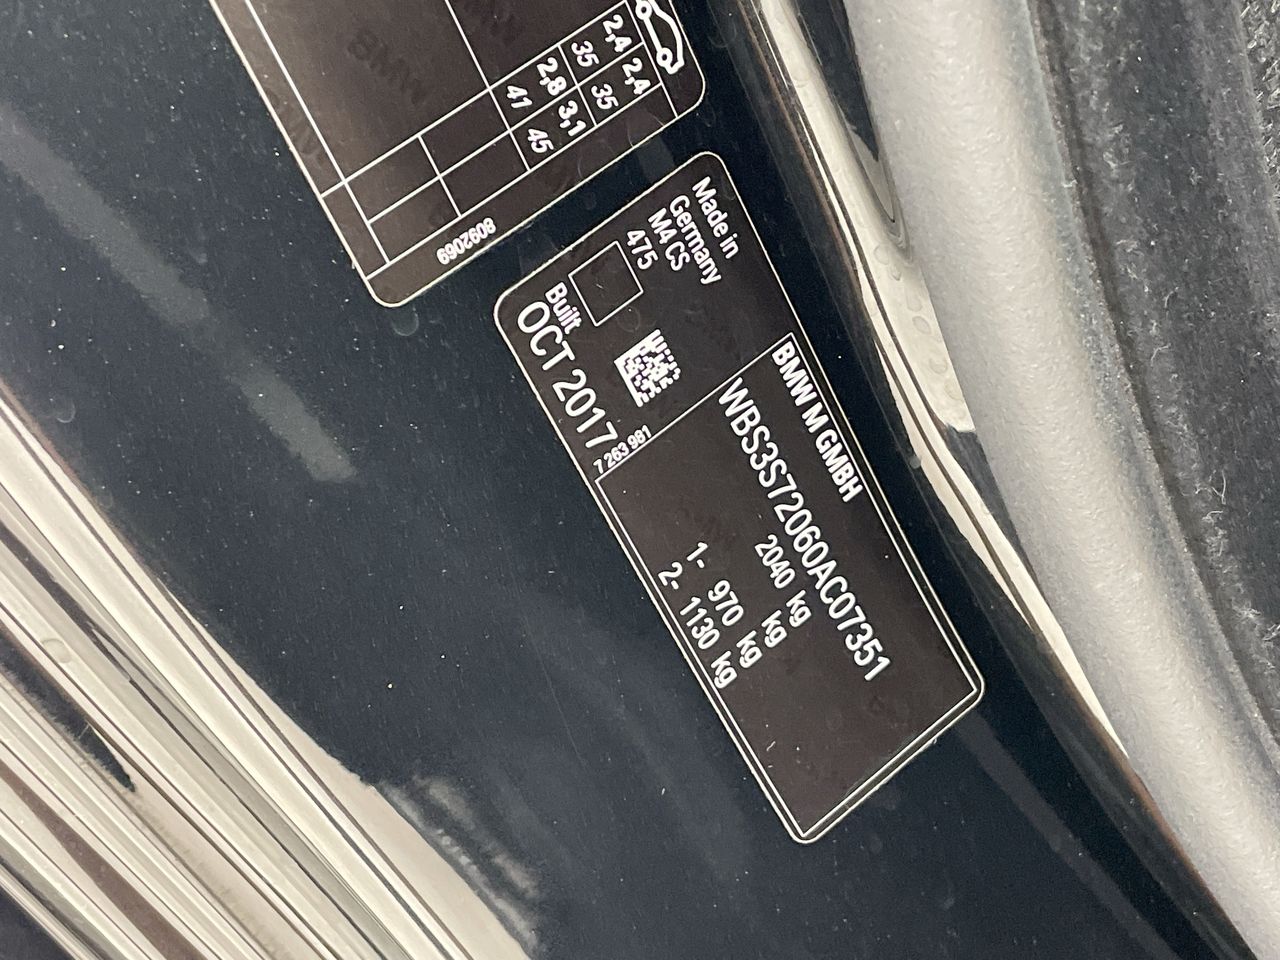 2,4 2,4
35 35
2,8 3,1
41 45
8092069
Made in
Germany
M4 CS
475
Built
OCT 2017
7 263 981
BMW M GMBH
WBS3S72060AC07351
2040 kg
kg
1- 970 kg
2- 1130 kg